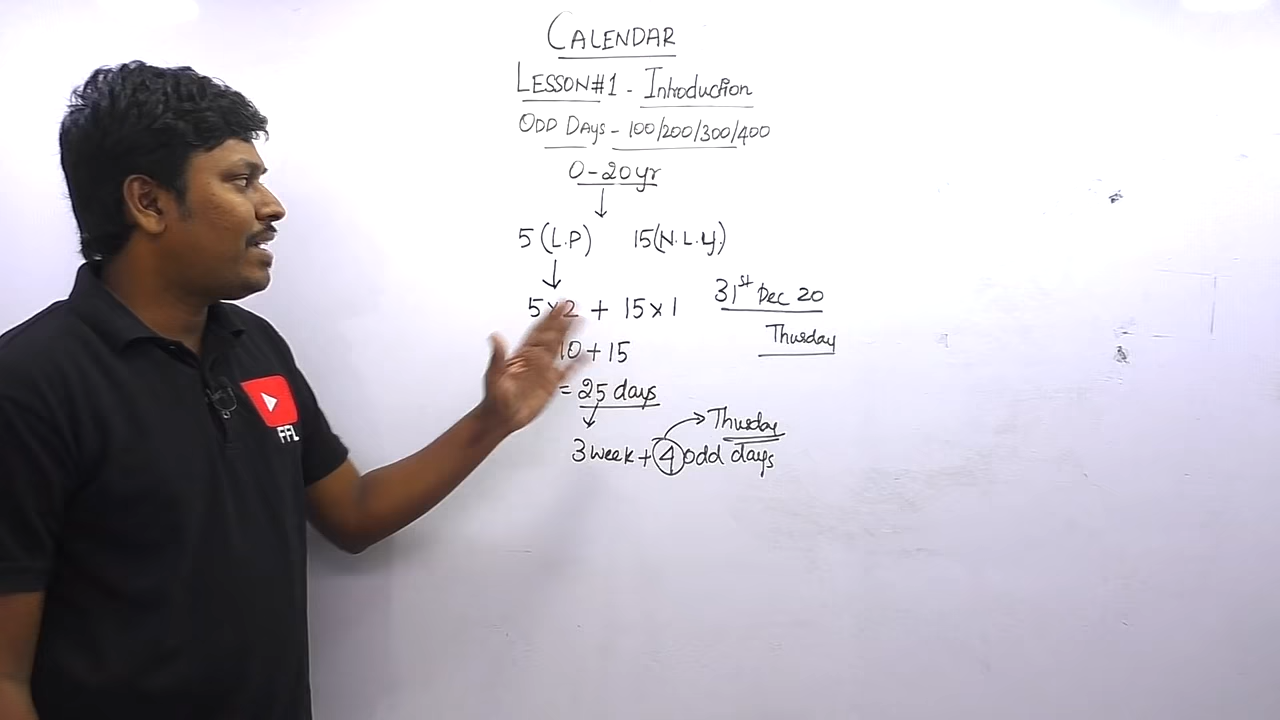 CALENDAR
LESSON#1 - Introduction
ODD DAYS - 100/200/300/400
0-20yr
5 (L.P) 15(N.L.Y)
5×2 + 15×1
31st Dec 20
Thusday
10+15
= 25 days
Thusday
3 week + 4 odd days
FFL